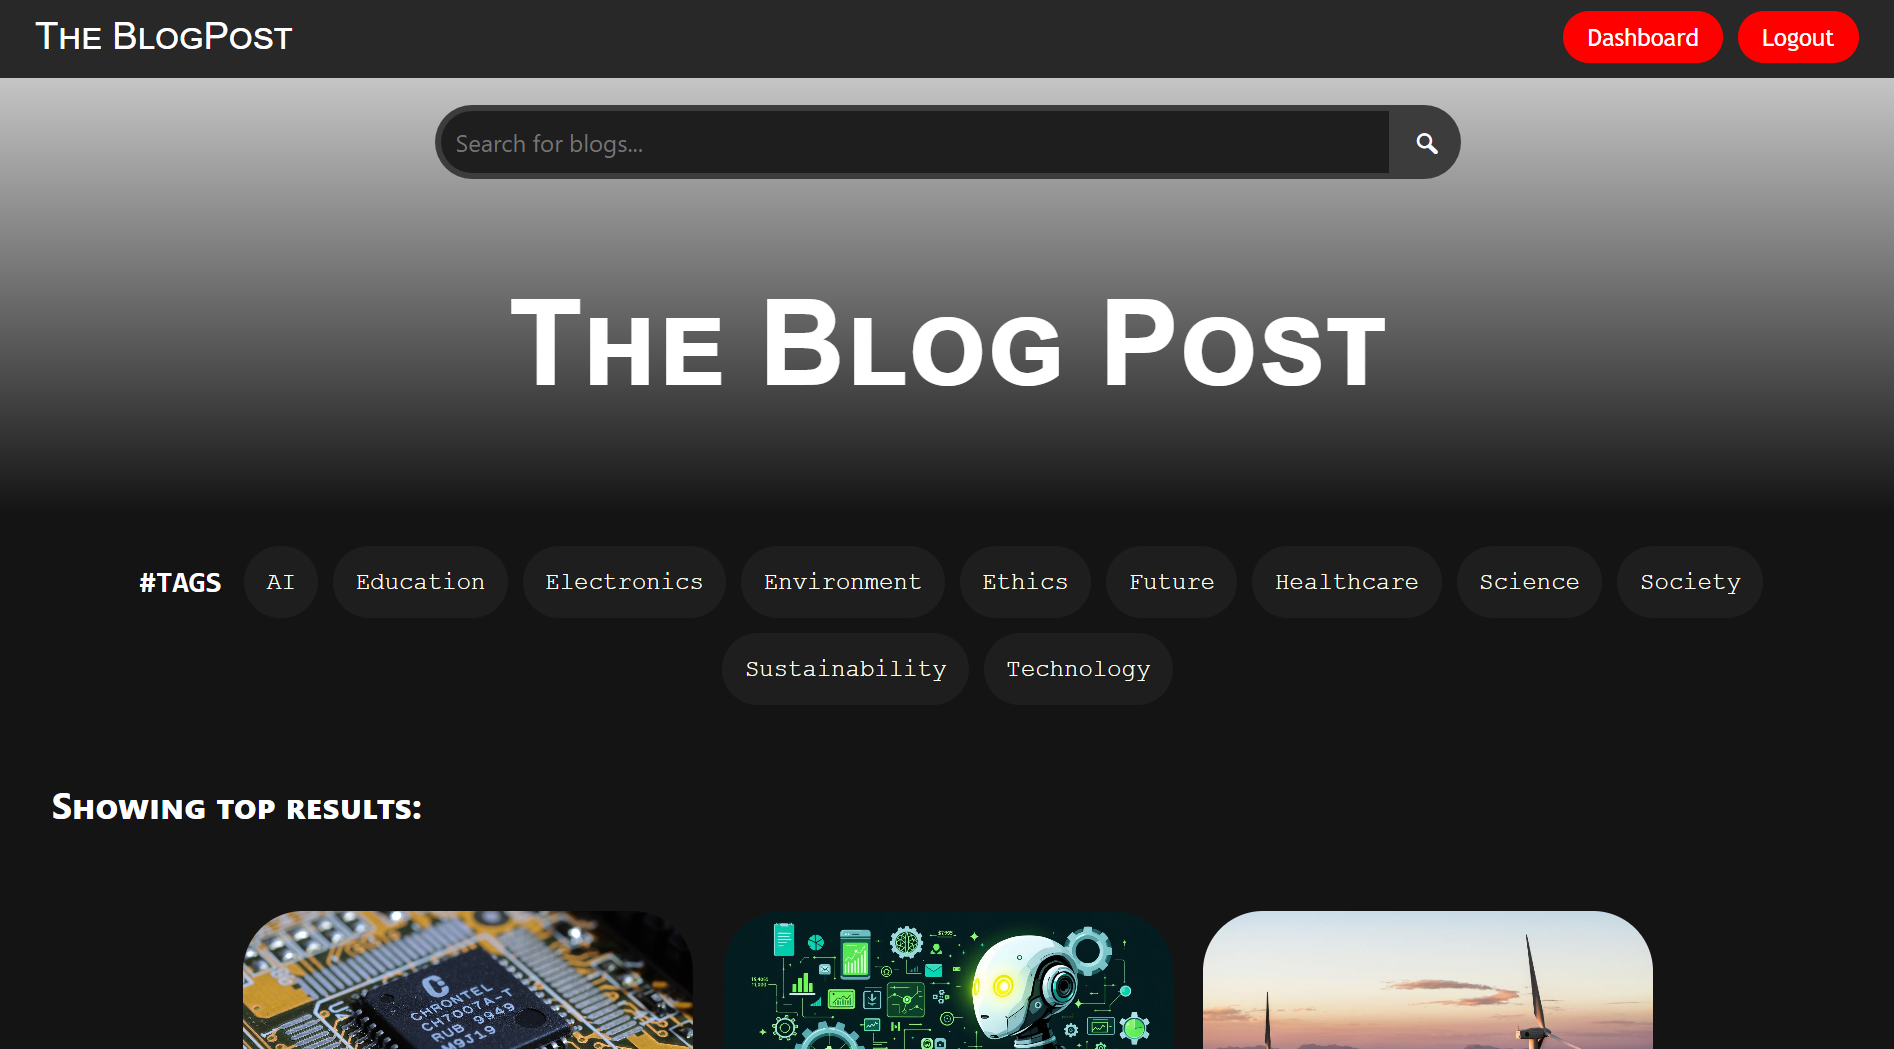 The BlogPost
Dashboard
Logout
Search for blogs...
The Blog Post
#TAGS AI Education Electronics Environment Ethics Future Healthcare Science Society
Sustainability Technology
Showing top results:
C
CHRONTEL
CH7007A-T
RUB 9949
M9J19